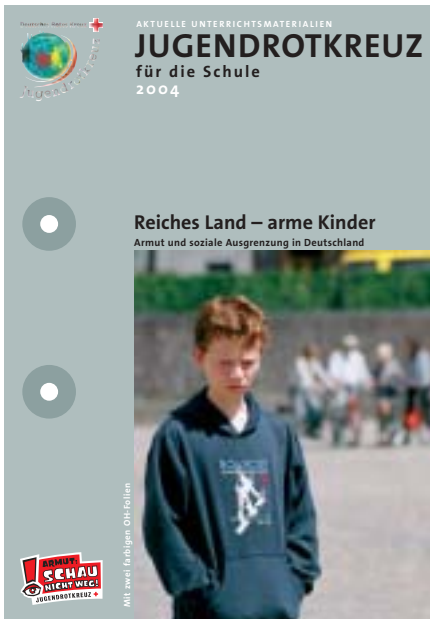 AKTUELLE UNTERRICHTSMATERIALIEN
JUGENDROTKREUZ
für die Schule
2004
Jugendrotkreuz
Reiches Land – arme Kinder
Armut und soziale Ausgrenzung in Deutschland
Mit zwei farbigen OH-Folien
ARMUT:
SCHAU
NICHT WEG!
JUGENDROTKREUZ